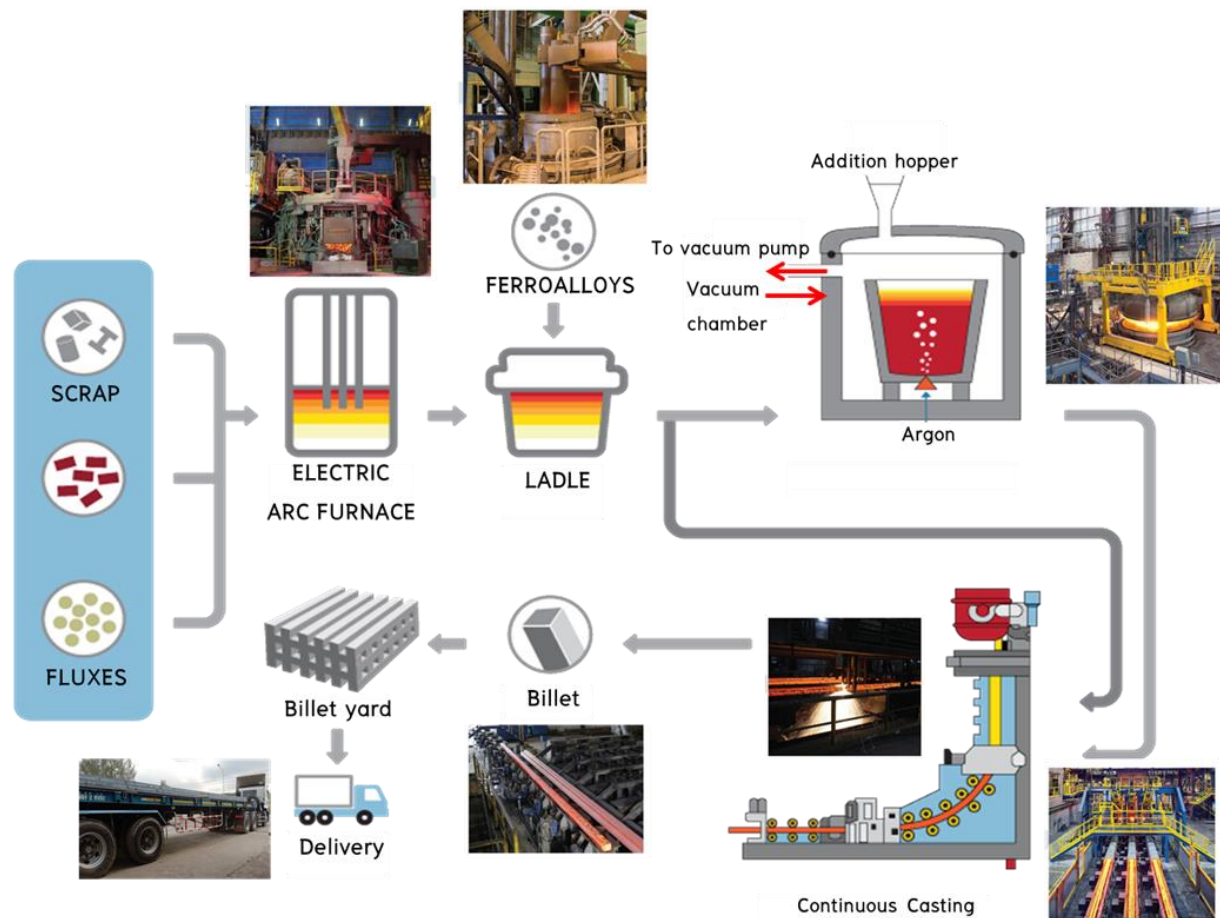 Addition hopper
To vacuum pump
Vacuum
chamber
FERROALLOYS
SCRAP
Argon
ELECTRIC
ARC FURNACE
LADLE
FLUXES
Billet yard
Billet
Delivery
Continuous Casting